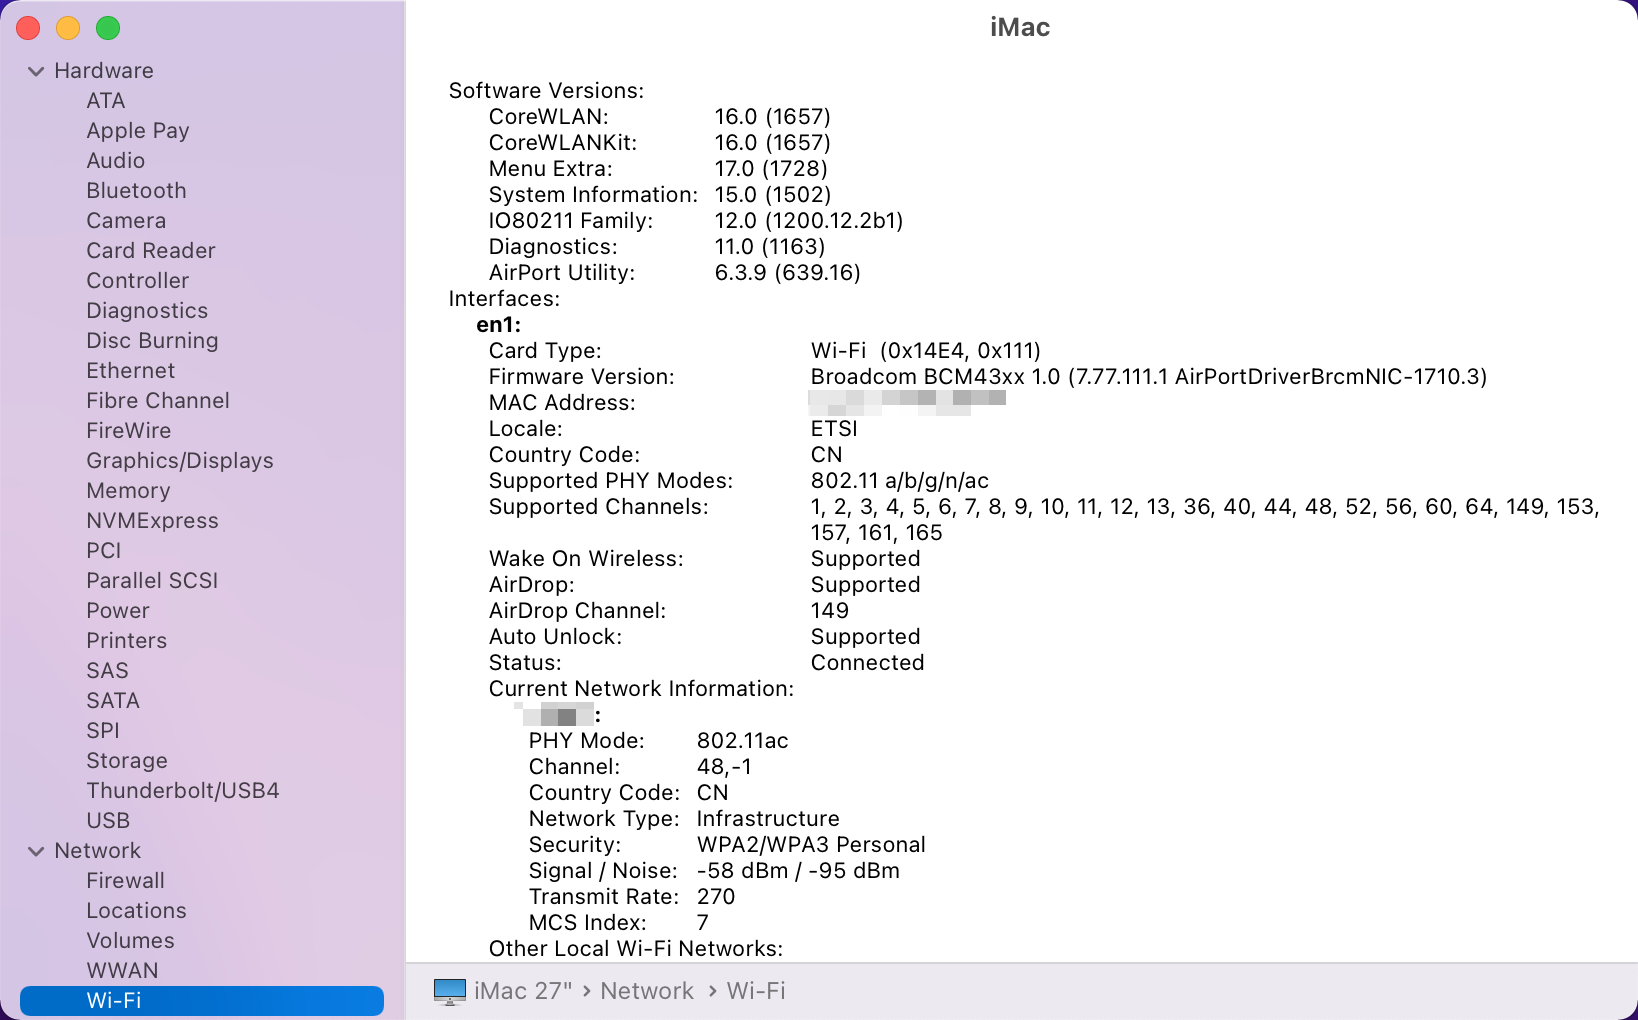 iMac
Hardware
ATA
Apple Pay
Audio
Bluetooth
Camera
Card Reader
Controller
Diagnostics
Disc Burning
Ethernet
Fibre Channel
FireWire
Graphics/Displays
Memory
NVMExpress
PCI
Parallel SCSI
Power
Printers
SAS
SATA
SPI
Storage
Thunderbolt/USB4
USB
Network
Firewall
Locations
Volumes
WWAN
Wi-Fi
Software Versions:
CoreWLAN: 16.0 (1657)
CoreWLANKit: 16.0 (1657)
Menu Extra: 17.0 (1728)
System Information: 15.0 (1502)
IO80211 Family: 12.0 (1200.12.2b1)
Diagnostics: 11.0 (1163)
AirPort Utility: 6.3.9 (639.16)
Interfaces:
en1:
Card Type: Wi-Fi (0x14E4, 0x111)
Firmware Version: Broadcom BCM43xx 1.0 (7.77.111.1 AirPortDriverBrcmNIC-1710.3)
MAC Address:
Locale: ETSI
Country Code: CN
Supported PHY Modes: 802.11 a/b/g/n/ac
Supported Channels: 1, 2, 3, 4, 5, 6, 7, 8, 9, 10, 11, 12, 13, 36, 40, 44, 48, 52, 56, 60, 64, 149, 153,
157, 161, 165
Wake On Wireless: Supported
AirDrop: Supported
AirDrop Channel: 149
Auto Unlock: Supported
Status: Connected
Current Network Information:
:
PHY Mode: 802.11ac
Channel: 48,-1
Country Code: CN
Network Type: Infrastructure
Security: WPA2/WPA3 Personal
Signal / Noise: -58 dBm / -95 dBm
Transmit Rate: 270
MCS Index: 7
Other Local Wi-Fi Networks:
iMac 27" › Network › Wi-Fi